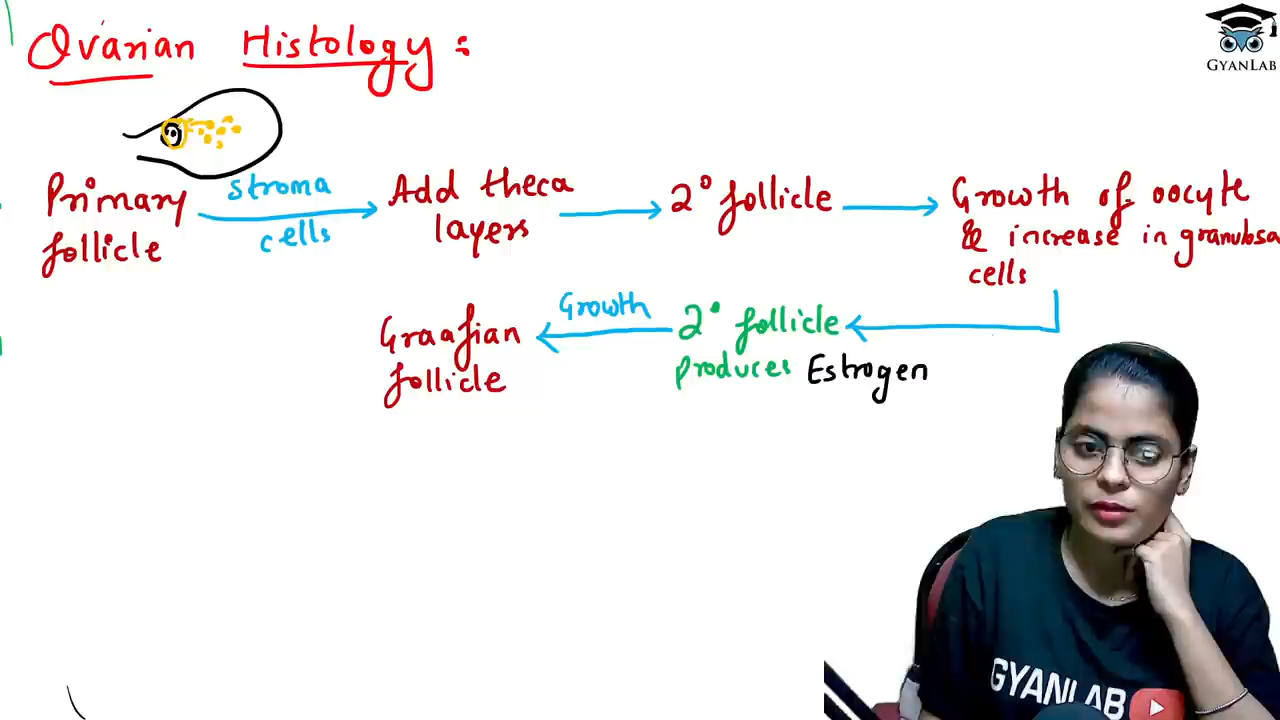 Ovarian Histology :
GYANLAB
Primary
follicle
stroma
cells
Add theca
layers
2° follicle
Growth of oocyte
& increase in granulosa
cells
Growth
Graafian
follicle
2° follicle
produces Estrogen
GYANLAB